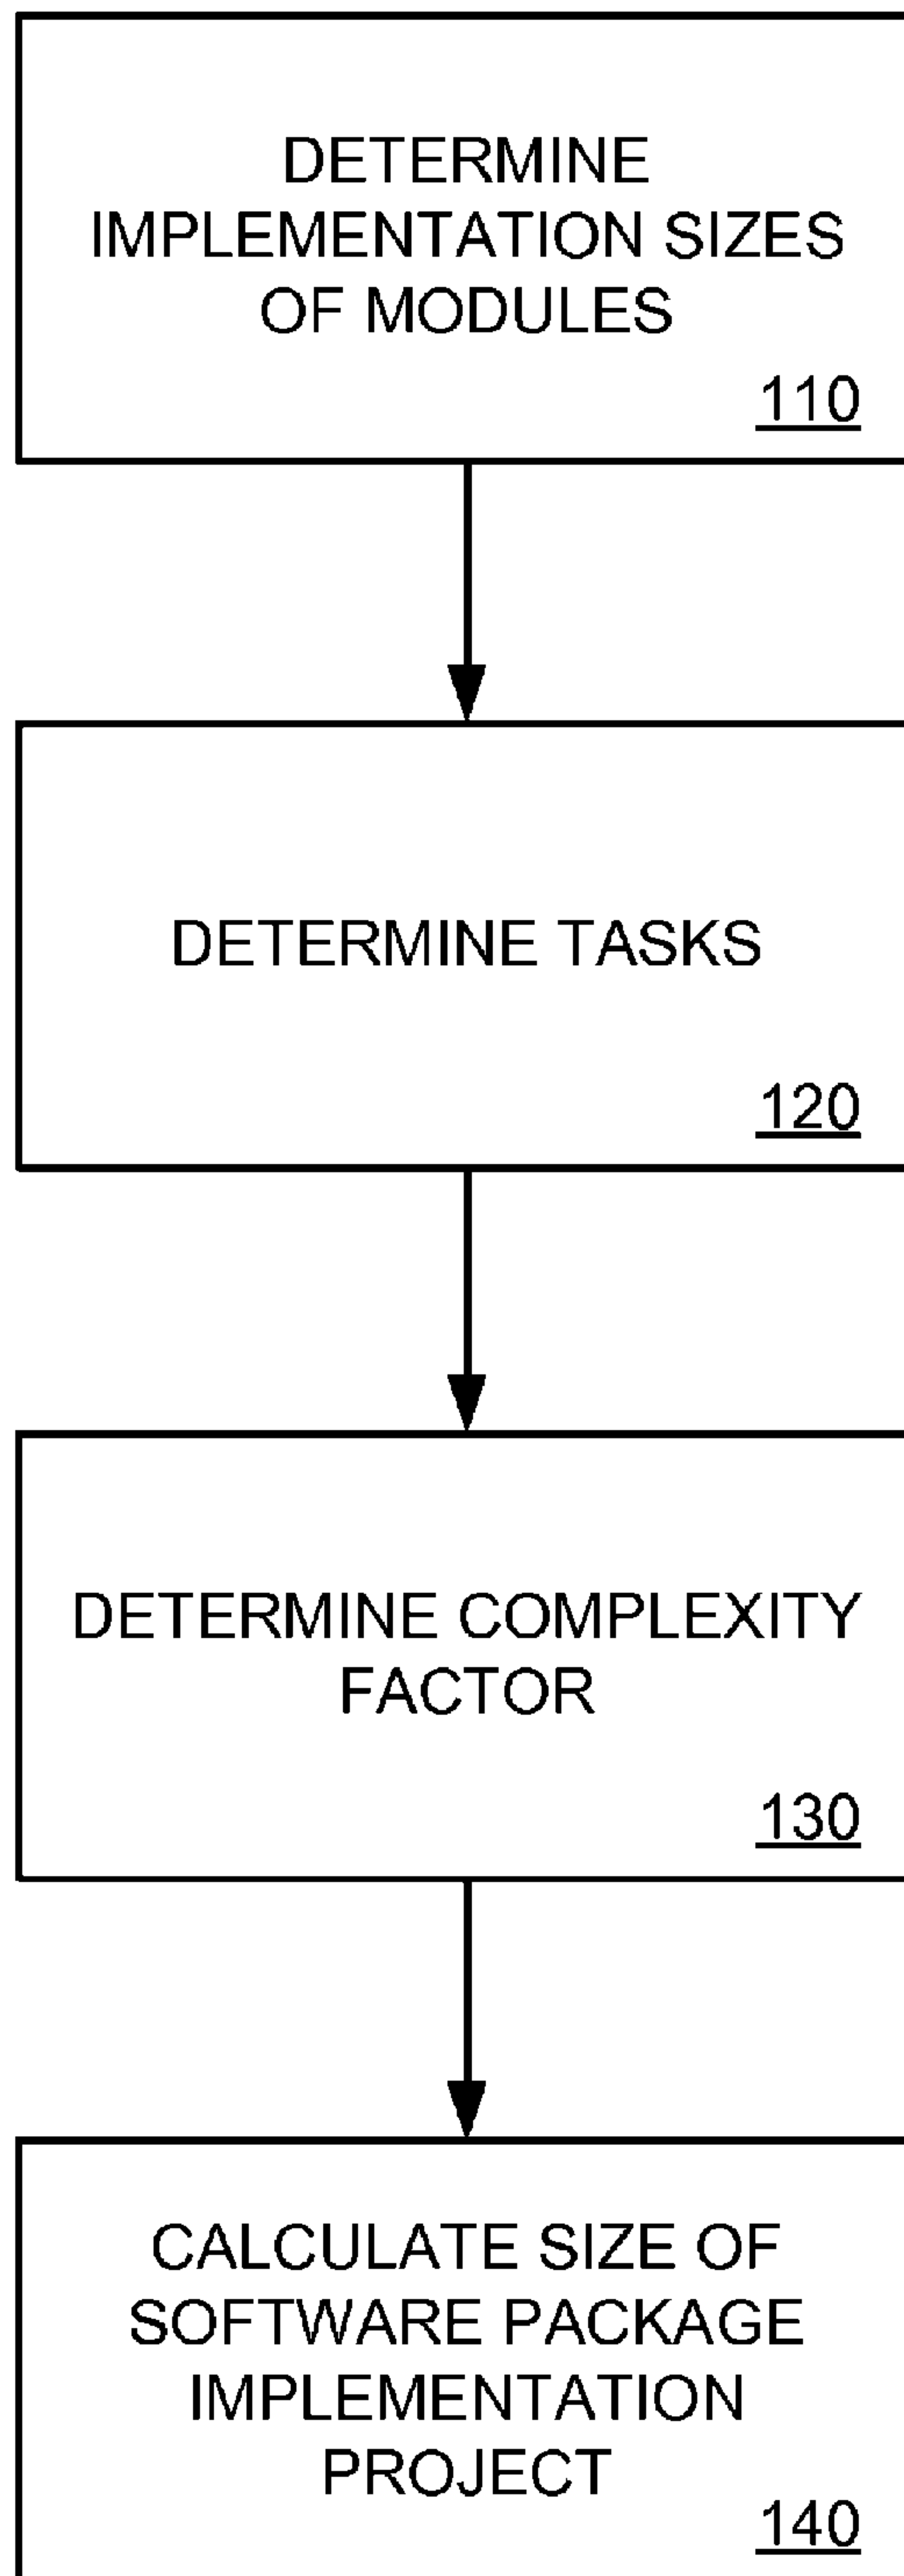 DETERMINE
IMPLEMENTATION SIZES
OF MODULES
110
DETERMINE TASKS
120
DETERMINE COMPLEXITY
FACTOR
130
CALCULATE SIZE OF
SOFTWARE PACKAGE
IMPLEMENTATION
PROJECT
140